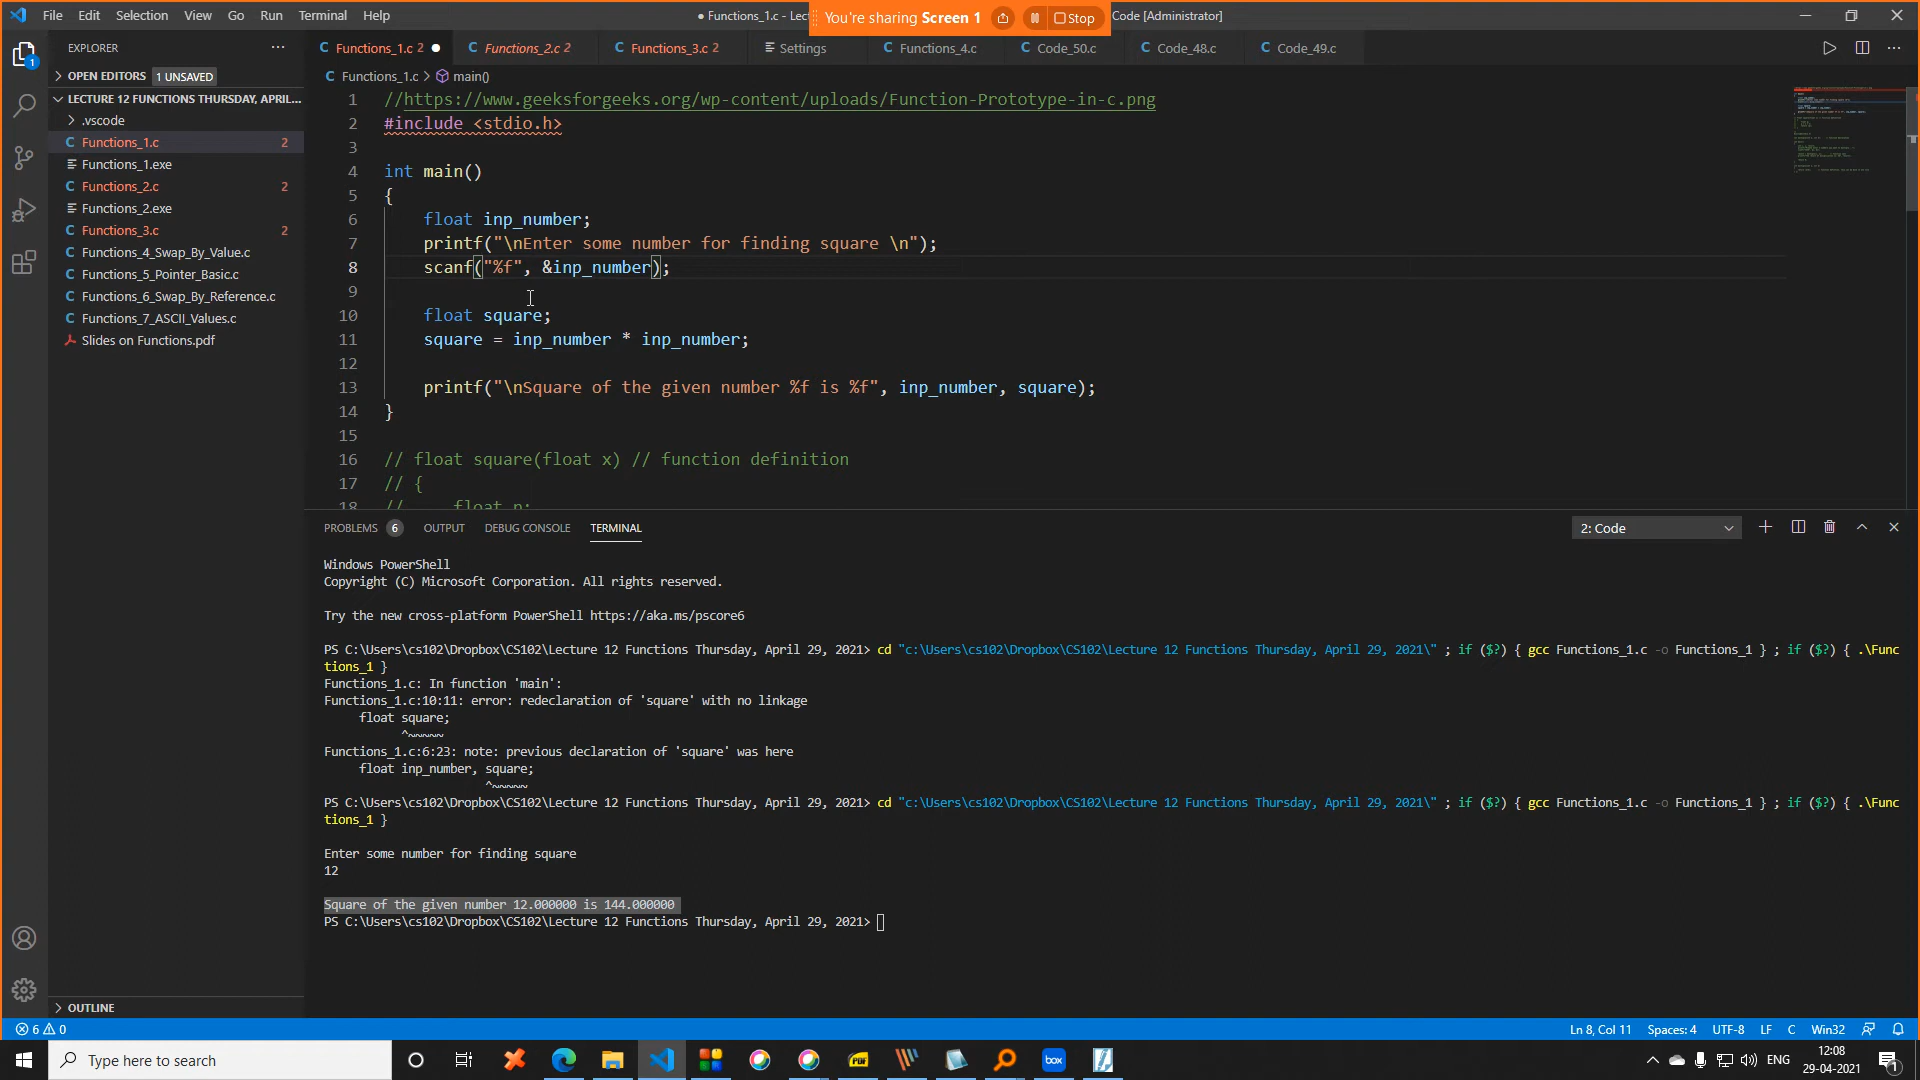 File Edit Selection View Go Run Terminal Help
● Functions_1.c - Lec
You're sharing Screen 1
Stop
Code [Administrator]
EXPLORER
OPEN EDITORS 1 UNSAVED
LECTURE 12 FUNCTIONS THURSDAY, APRIL...
.vscode
Functions_1.c 2
Functions_1.exe
Functions_2.c 2
Functions_2.exe
Functions_3.c 2
Functions_4_Swap_By_Value.c
Functions_5_Pointer_Basic.c
Functions_6_Swap_By_Reference.c
Functions_7_ASCII_Values.c
Slides on Functions.pdf
OUTLINE
Functions_1.c 2 Functions_2.c 2 Functions_3.c 2 Settings Functions_4.c Code_50.c Code_48.c Code_49.c
Functions_1.c > main()
1 //https://www.geeksforgeeks.org/wp-content/uploads/Function-Prototype-in-c.png
2 #include <stdio.h>
3
4 int main()
5 {
6 float inp_number;
7 printf("\nEnter some number for finding square \n");
8 scanf("%f", &inp_number);
9
10 float square;
11 square = inp_number * inp_number;
12
13 printf("\nSquare of the given number %f is %f", inp_number, square);
14 }
15
16 // float square(float x) // function definition
17 // {
18 // float p;
PROBLEMS 6 OUTPUT DEBUG CONSOLE TERMINAL
2: Code
Windows PowerShell
Copyright (C) Microsoft Corporation. All rights reserved.
Try the new cross-platform PowerShell https://aka.ms/pscore6
PS C:\Users\cs102\Dropbox\CS102\Lecture 12 Functions Thursday, April 29, 2021> cd "c:\Users\cs102\Dropbox\CS102\Lecture 12 Functions Thursday, April 29, 2021\" ; if ($?) { gcc Functions_1.c -o Functions_1 } ; if ($?) { .\Func
tions_1 }
Functions_1.c: In function 'main':
Functions_1.c:10:11: error: redeclaration of 'square' with no linkage
float square;
^~~~~~
Functions_1.c:6:23: note: previous declaration of 'square' was here
float inp_number, square;
^~~~~~
PS C:\Users\cs102\Dropbox\CS102\Lecture 12 Functions Thursday, April 29, 2021> cd "c:\Users\cs102\Dropbox\CS102\Lecture 12 Functions Thursday, April 29, 2021\" ; if ($?) { gcc Functions_1.c -o Functions_1 } ; if ($?) { .\Func
tions_1 }
Enter some number for finding square
12
Square of the given number 12.000000 is 144.000000
PS C:\Users\cs102\Dropbox\CS102\Lecture 12 Functions Thursday, April 29, 2021>
6 0
Ln 8, Col 11 Spaces: 4 UTF-8 LF C Win32
Type here to search
PDF
box
ENG
12:08
29-04-2021
1